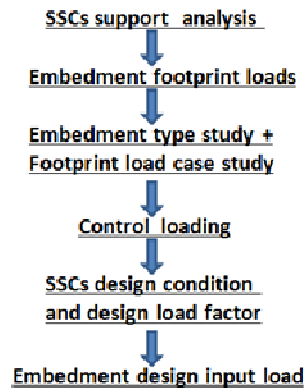 SSCs support analysis
Embedment footprint loads
Embedment type study +
Footprint load case study
Control loading
SSCs design condition
and design load factor
Embedment design input load